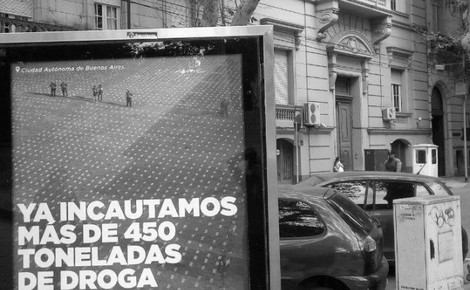 Ciudad Autónoma de Buenos Aires.
YA INCAUTAMOS
MÁS DE 450
TONELADAS
DE DROGA